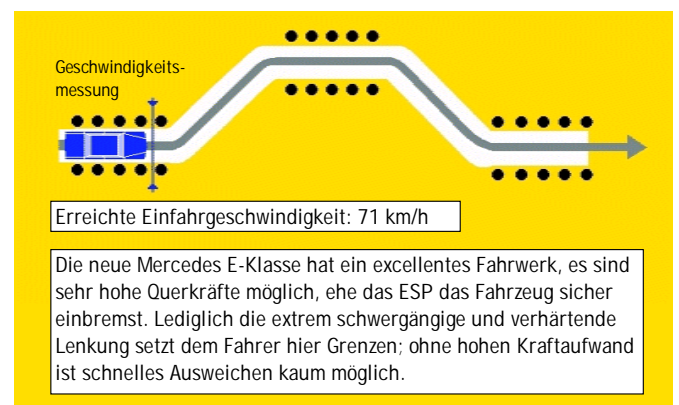 Geschwindigkeits-
messung
Erreichte Einfahrgeschwindigkeit: 71 km/h
Die neue Mercedes E-Klasse hat ein excellentes Fahrwerk, es sind
sehr hohe Querkräfte möglich, ehe das ESP das Fahrzeug sicher
einbremst. Lediglich die extrem schwergängige und verhärtende
Lenkung setzt dem Fahrer hier Grenzen; ohne hohen Kraftaufwand
ist schnelles Ausweichen kaum möglich.